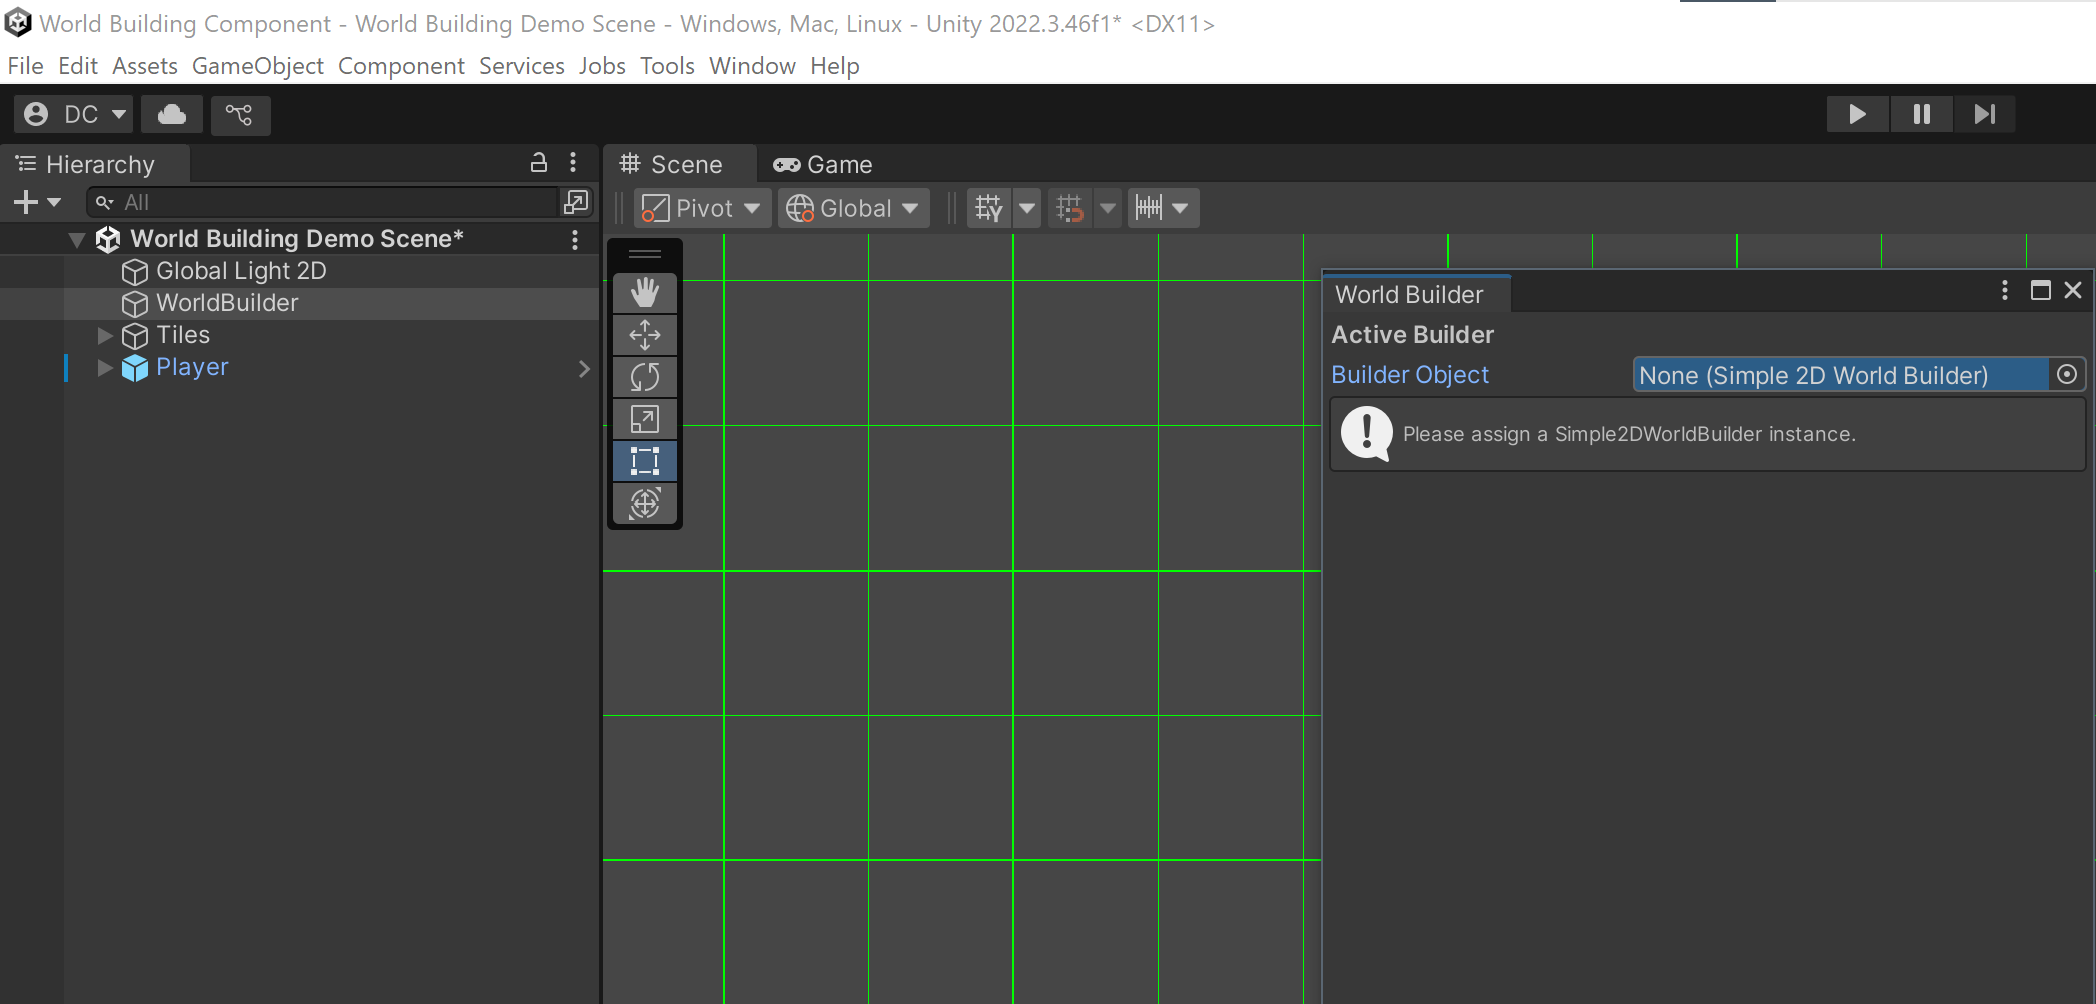 World Building Component - World Building Demo Scene - Windows, Mac, Linux - Unity 2022.3.46f1* <DX11>
File Edit Assets GameObject Component Services Jobs Tools Window Help
DC
Hierarchy
All
World Building Demo Scene*
Global Light 2D
WorldBuilder
Tiles
Player
Scene Game
Pivot Global
World Builder
Active Builder
Builder Object None (Simple 2D World Builder)
Please assign a Simple2DWorldBuilder instance.